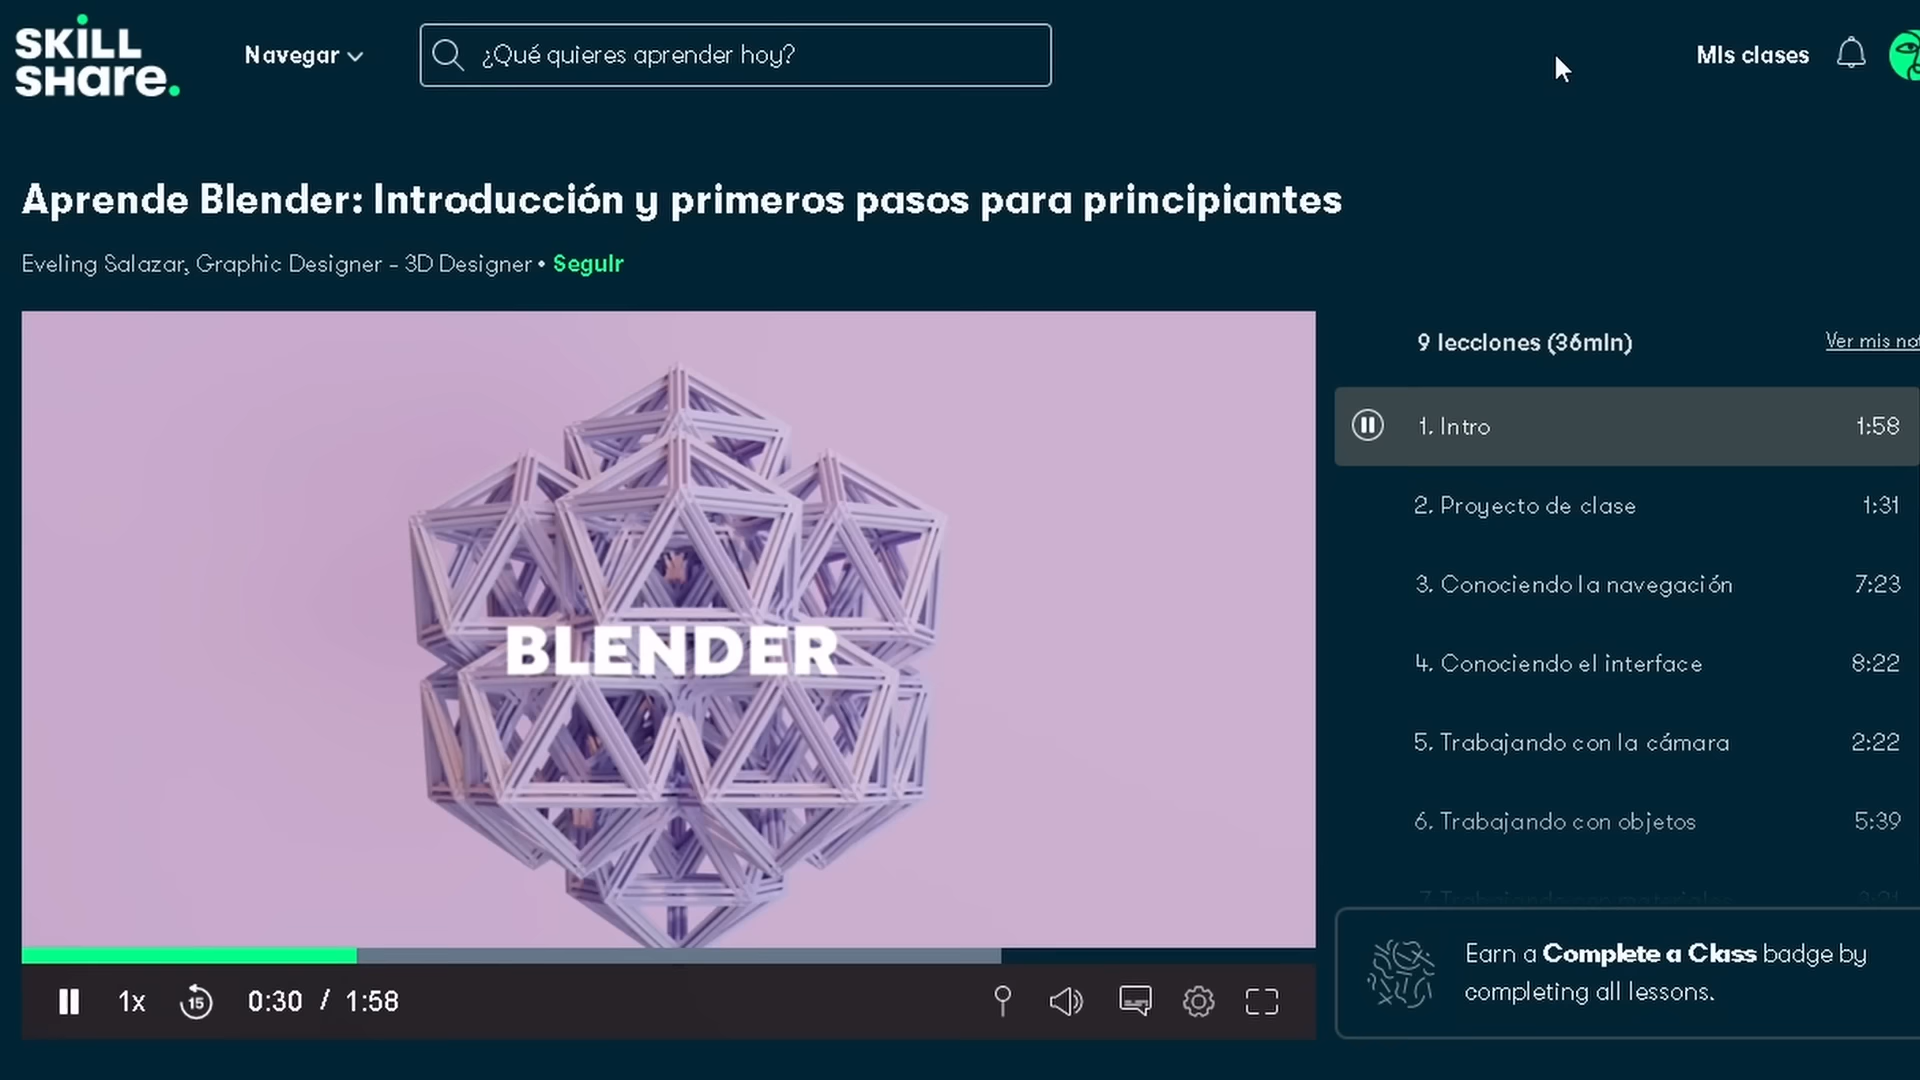 SKILL
SHare.
Navegar
¿Qué quieres aprender hoy?
Mis clases
Aprende Blender: Introducción y primeros pasos para principiantes
Eveling Salazar, Graphic Designer - 3D Designer • Seguir
BLENDER
1x
15
0:30 / 1:58
9 lecciones (36min)
Ver mis
1. Intro 1:58
2. Proyecto de clase 1:31
3. Conociendo la navegación 7:23
4. Conociendo el interface 8:22
5. Trabajando con la cámara 2:22
6. Trabajando con objetos 5:39
Earn a Complete a Class badge by
completing all lessons.